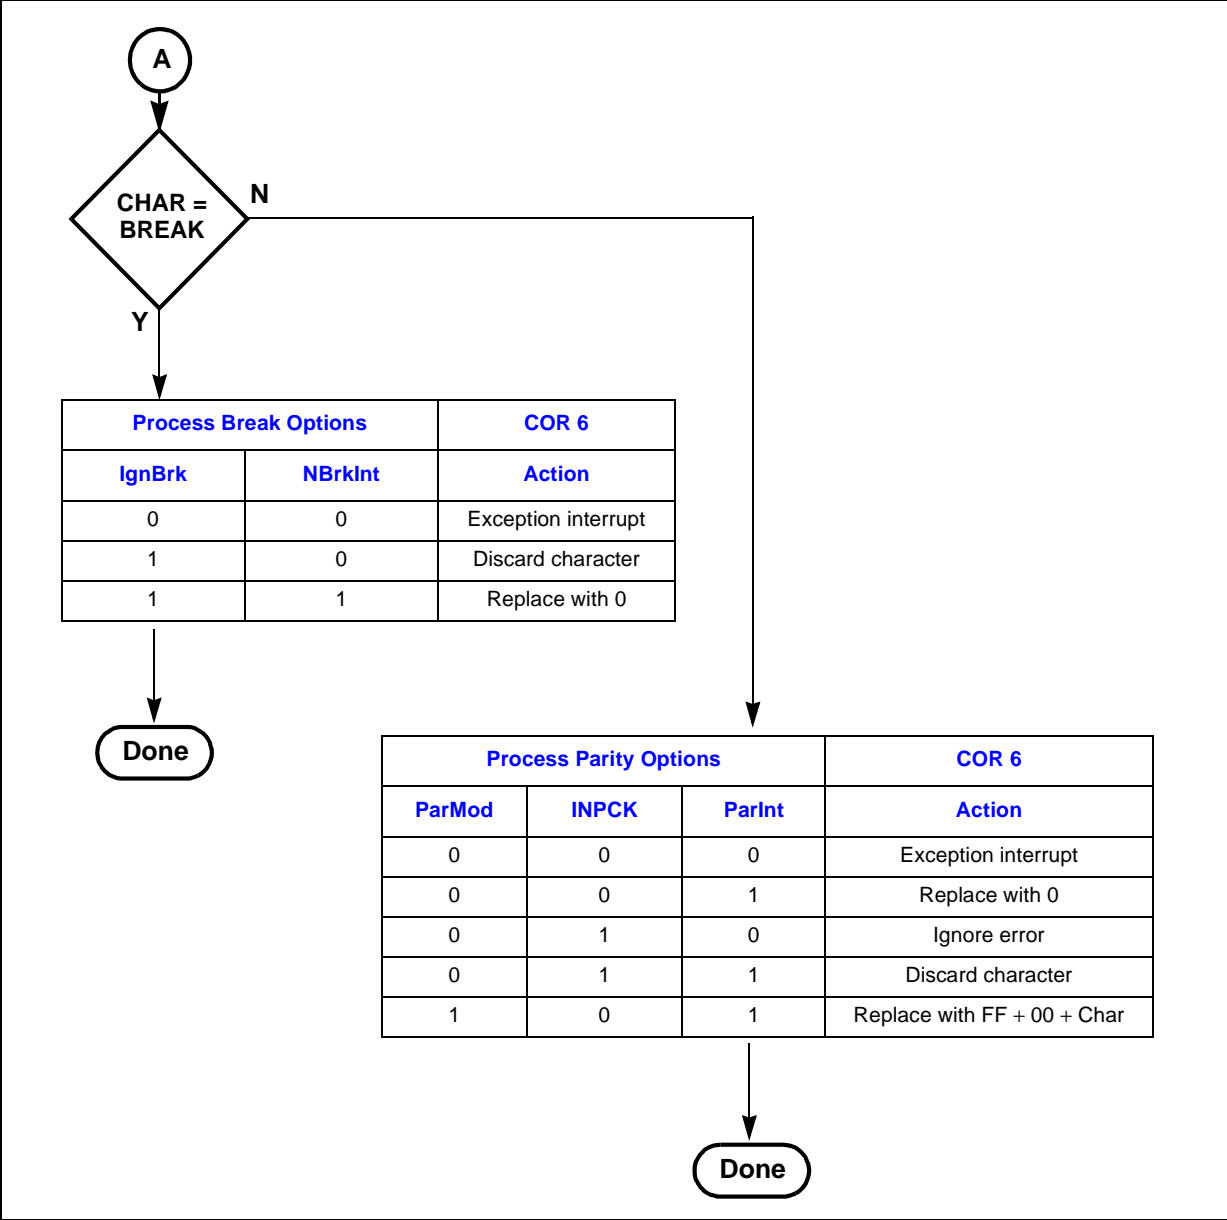 A
CHAR =
BREAK
N
Y
Process Break Options COR 6
IgnBrk NBrkInt Action
0 0 Exception interrupt
1 0 Discard character
1 1 Replace with 0
Done
Process Parity Options COR 6
ParMod INPCK ParInt Action
0 0 0 Exception interrupt
0 0 1 Replace with 0
0 1 0 Ignore error
0 1 1 Discard character
1 0 1 Replace with FF + 00 + Char
Done